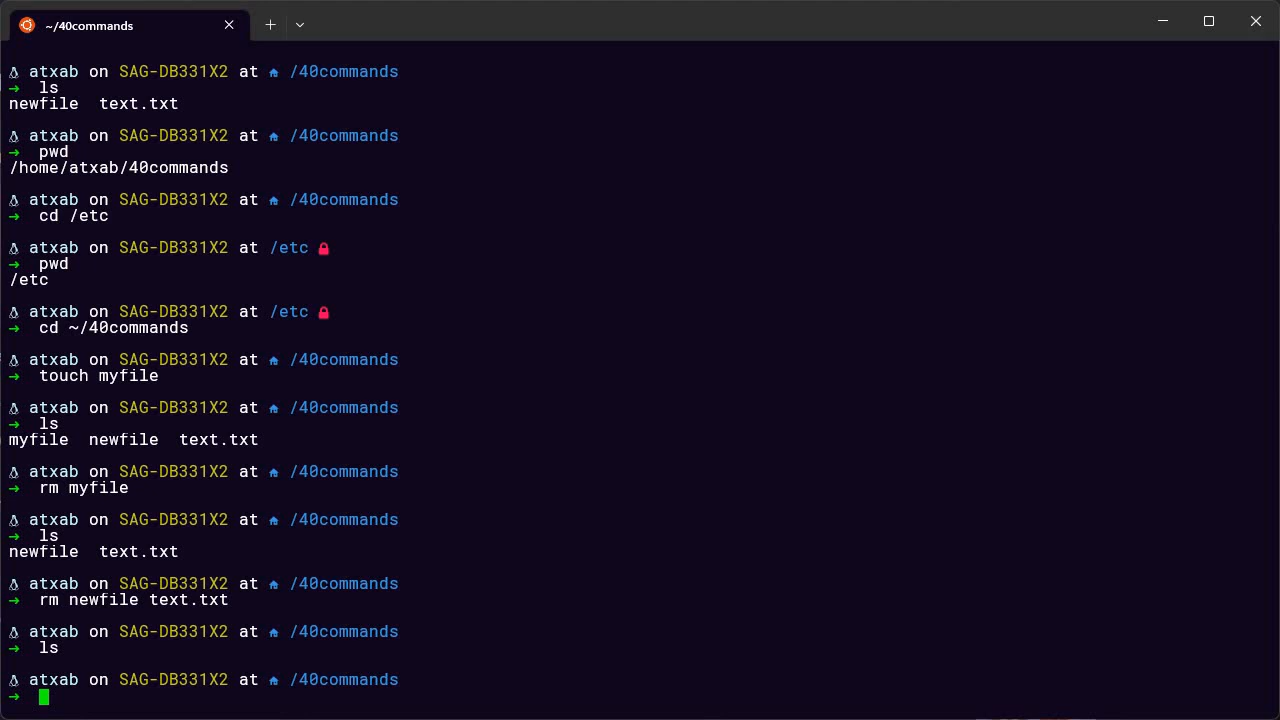 ~/40commands
atxab on SAG-DB331X2 at /40commands
→ ls
newfile  text.txt
atxab on SAG-DB331X2 at /40commands
→ pwd
/home/atxab/40commands
atxab on SAG-DB331X2 at /40commands
→ cd /etc
atxab on SAG-DB331X2 at /etc
→ pwd
/etc
atxab on SAG-DB331X2 at /etc
→ cd ~/40commands
atxab on SAG-DB331X2 at /40commands
→ touch myfile
atxab on SAG-DB331X2 at /40commands
→ ls
myfile  newfile  text.txt
atxab on SAG-DB331X2 at /40commands
→ rm myfile
atxab on SAG-DB331X2 at /40commands
→ ls
newfile  text.txt
atxab on SAG-DB331X2 at /40commands
→ rm newfile text.txt
atxab on SAG-DB331X2 at /40commands
→ ls
atxab on SAG-DB331X2 at /40commands
→